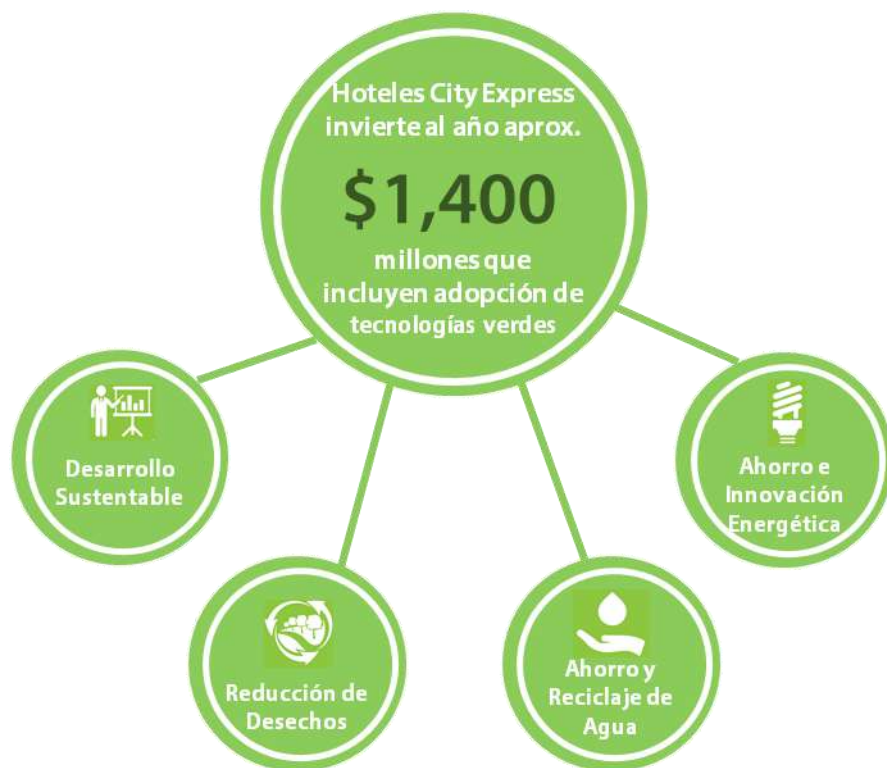 Hoteles City Express
invierte al año aprox.
$1,400
millones que
incluyen adopción de
tecnologías verdes
Desarrollo
Sustentable
Reducción de
Desechos
Ahorro y
Reciclaje de
Agua
Ahorro e
Innovación
Energética